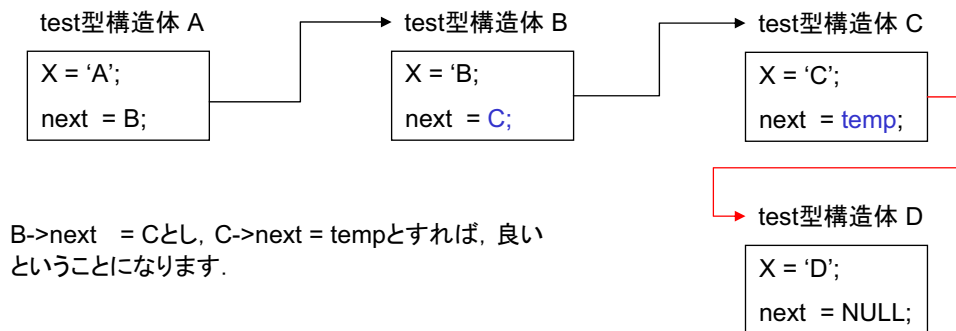 test型構造体 A
X = ‘A’;
next = B;
test型構造体 B
X = ‘B;
next = C;
test型構造体 C
X = ‘C’;
next = temp;
test型構造体 D
X = ‘D’;
next = NULL;
B->next = Cとし，C->next = tempとすれば，良い
ということになります．